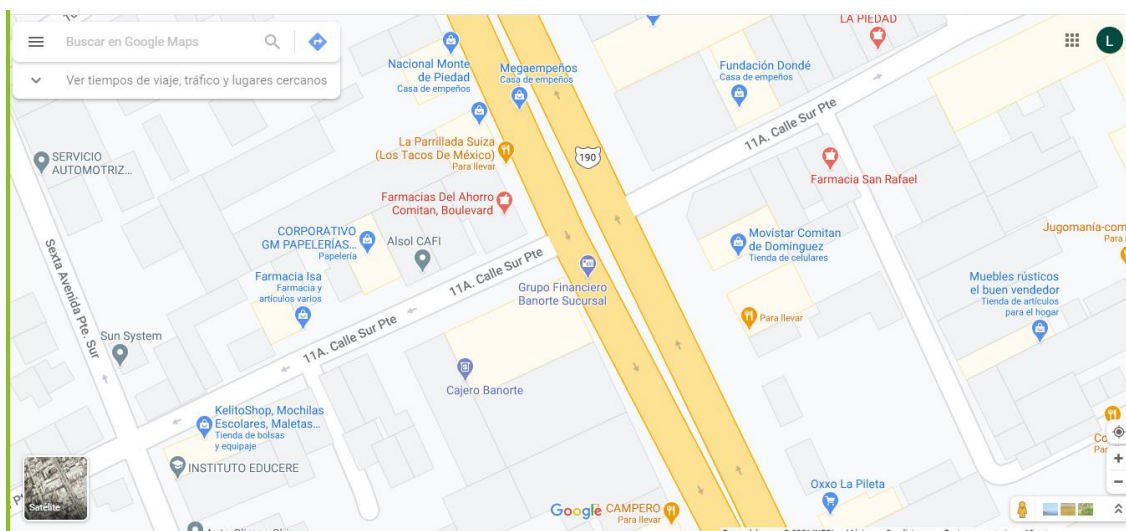 Buscar en Google Maps
Ver tiempos de viaje, tráfico y lugares cercanos
LA PIEDAD
L
Nacional Monte
de Piedad
Casa de empeños
Megaempeños
Casa de empeños
Fundación Dondé
Casa de empeños
11A. Calle Sur Pte
La Parrillada Suiza
(Los Tacos De México)
Para llevar
190
SERVICIO
AUTOMOTRIZ...
Farmacia San Rafael
Farmacias Del Ahorro
Comitan, Boulevard
CORPORATIVO
GM PAPELERÍAS...
Papelería
Alsol CAFI
Movistar Comitan
de Dominguez
Tienda de celulares
Jugomanía-com
Para
Sexta Avenida Pte. Sur
11A. Calle Sur Pte
Farmacia Isa
Farmacia y
artículos varios
Grupo Financiero
Banorte Sucursal
Muebles rústicos
el buen vendedor
Tienda de artículos
para el hogar
Para llevar
Sun System
11A. Calle Sur Pte
Cajero Banorte
KelitoShop, Mochilas
Escolares, Maletas...
Tienda de bolsas
y equipaje
INSTITUTO EDUCERE
Satélite
Oxxo La Pileta
Google
CAMPERO
Para llevar